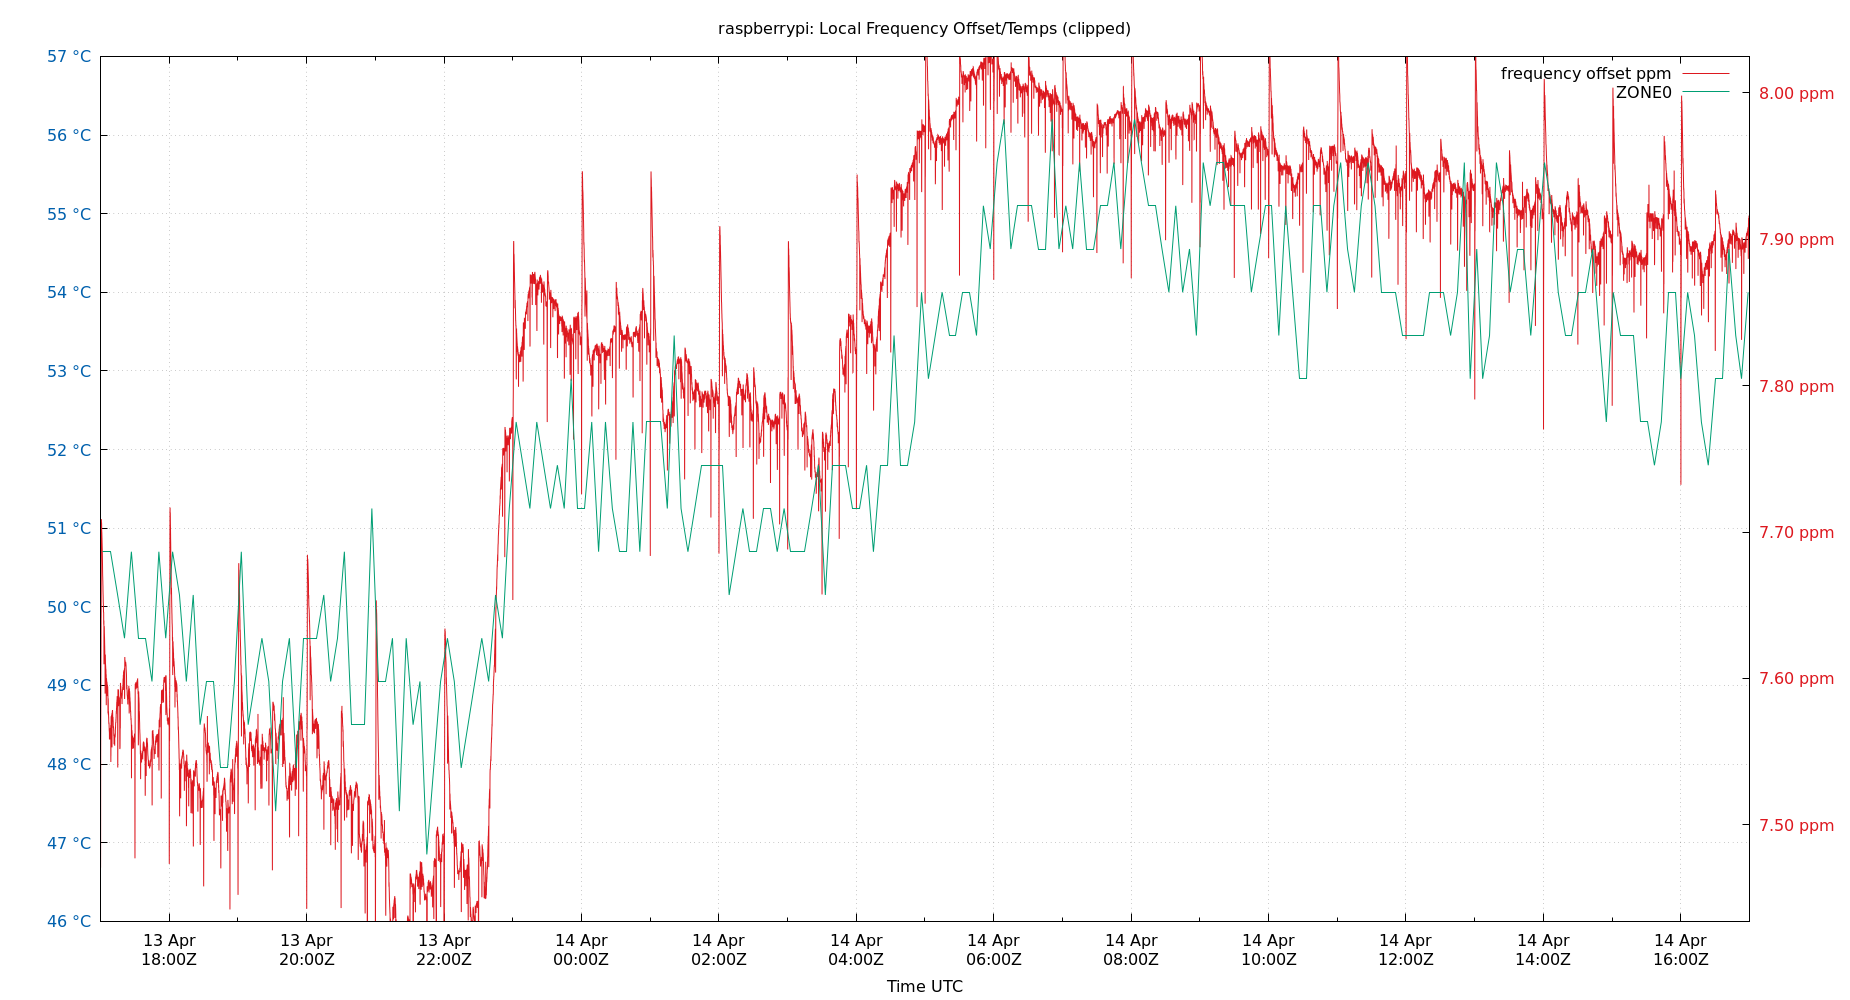 raspberrypi: Local Frequency Offset/Temps (clipped)
57 °C
56 °C
55 °C
54 °C
53 °C
52 °C
51 °C
50 °C
49 °C
48 °C
47 °C
46 °C
frequency offset ppm
ZONE0
8.00 ppm
7.90 ppm
7.80 ppm
7.70 ppm
7.60 ppm
7.50 ppm
13 Apr
18:00Z
13 Apr
20:00Z
13 Apr
22:00Z
14 Apr
00:00Z
14 Apr
02:00Z
14 Apr
04:00Z
14 Apr
06:00Z
14 Apr
08:00Z
14 Apr
10:00Z
14 Apr
12:00Z
14 Apr
14:00Z
14 Apr
16:00Z
Time UTC